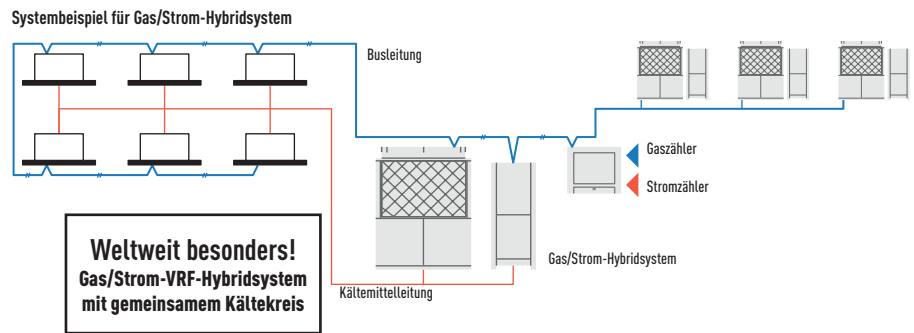 Systembeispiel für Gas/Strom-Hybridsystem
Busleitung
Gaszähler
Stromzähler
Weltweit besonders!
Gas/Strom-VRF-Hybridsystem
mit gemeinsamem Kältekreis
Gas/Strom-Hybridsystem
Kältemittelleitung